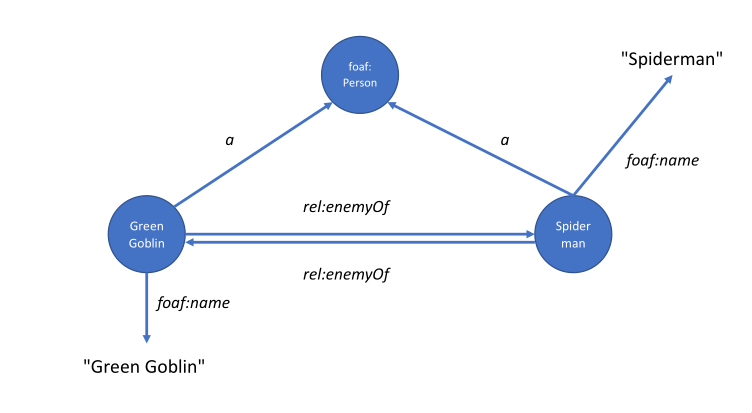 foaf:
Person
"Spiderman"
a
a
foaf:name
rel:enemyOf
Green
Goblin
Spider
man
rel:enemyOf
foaf:name
"Green Goblin"